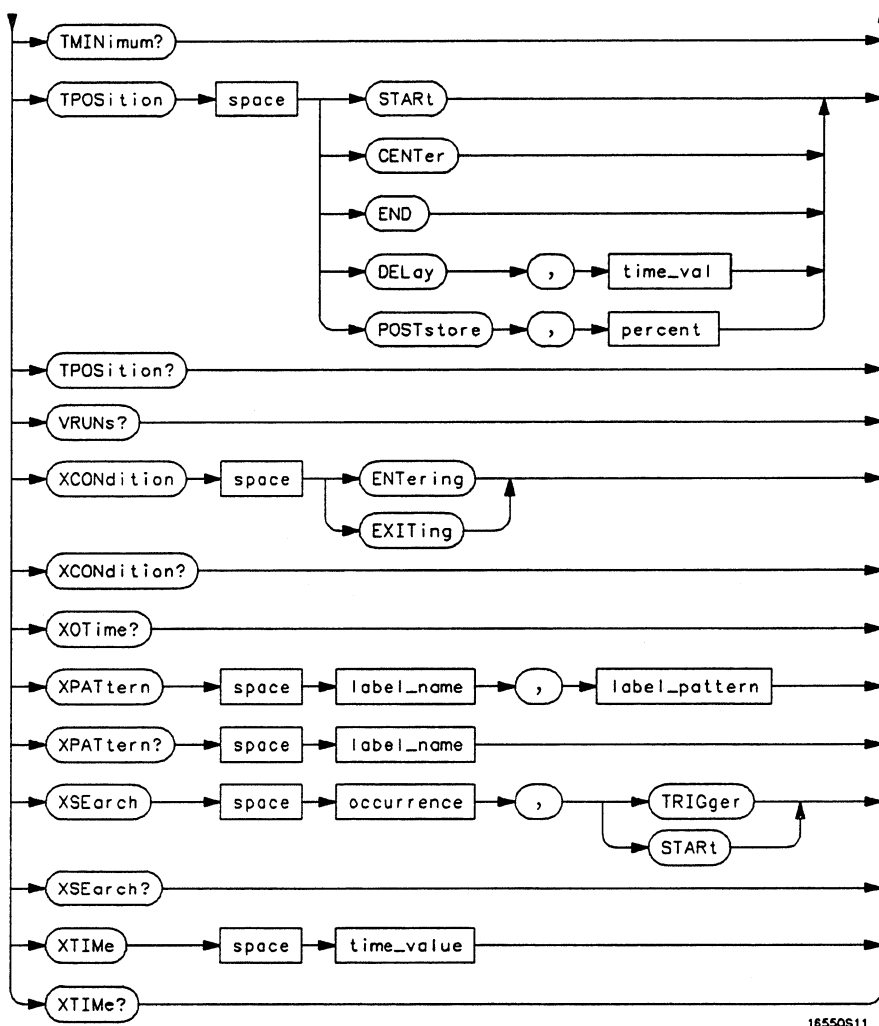 TMINimum?
TPOSition space STARt
CENTer
END
DELay , time_val
POSTstore , percent
TPOSition?
VRUNs?
XCONdition space ENTering
EXITing
XCONdition?
XOTime?
XPATtern space label_name , label_pattern
XPATtern? space label_name
XSEarch space occurrence , TRIGger
STARt
XSEarch?
XTIMe space time_value
XTIMe?
16550S11